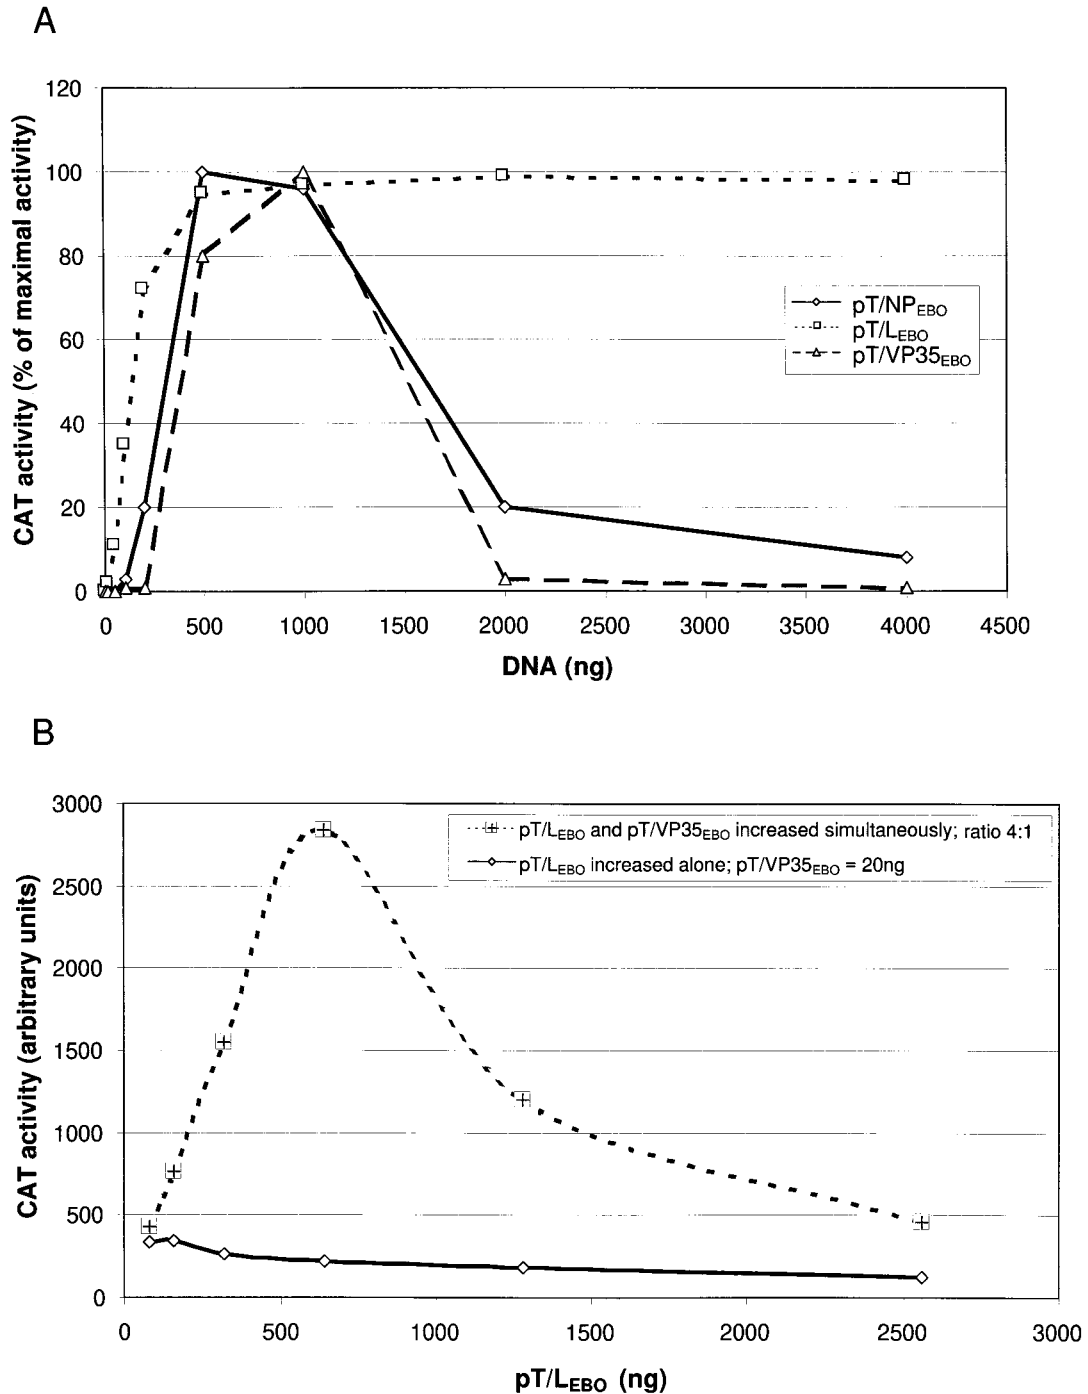 A
CAT activity (% of maximal activity)
120
100
80
60
40
20
0
pT/NPEBO
pT/LEBO
pT/VP35EBO
0 500 1000 1500 2000 2500 3000 3500 4000 4500
DNA (ng)
B
CAT activity (arbitrary units)
3000
2500
2000
1500
1000
500
0
pT/LEBO and pT/VP35EBO increased simultaneously; ratio 4:1
pT/LEBO increased alone; pT/VP35EBO = 20ng
0 500 1000 1500 2000 2500 3000
pT/LEBO (ng)